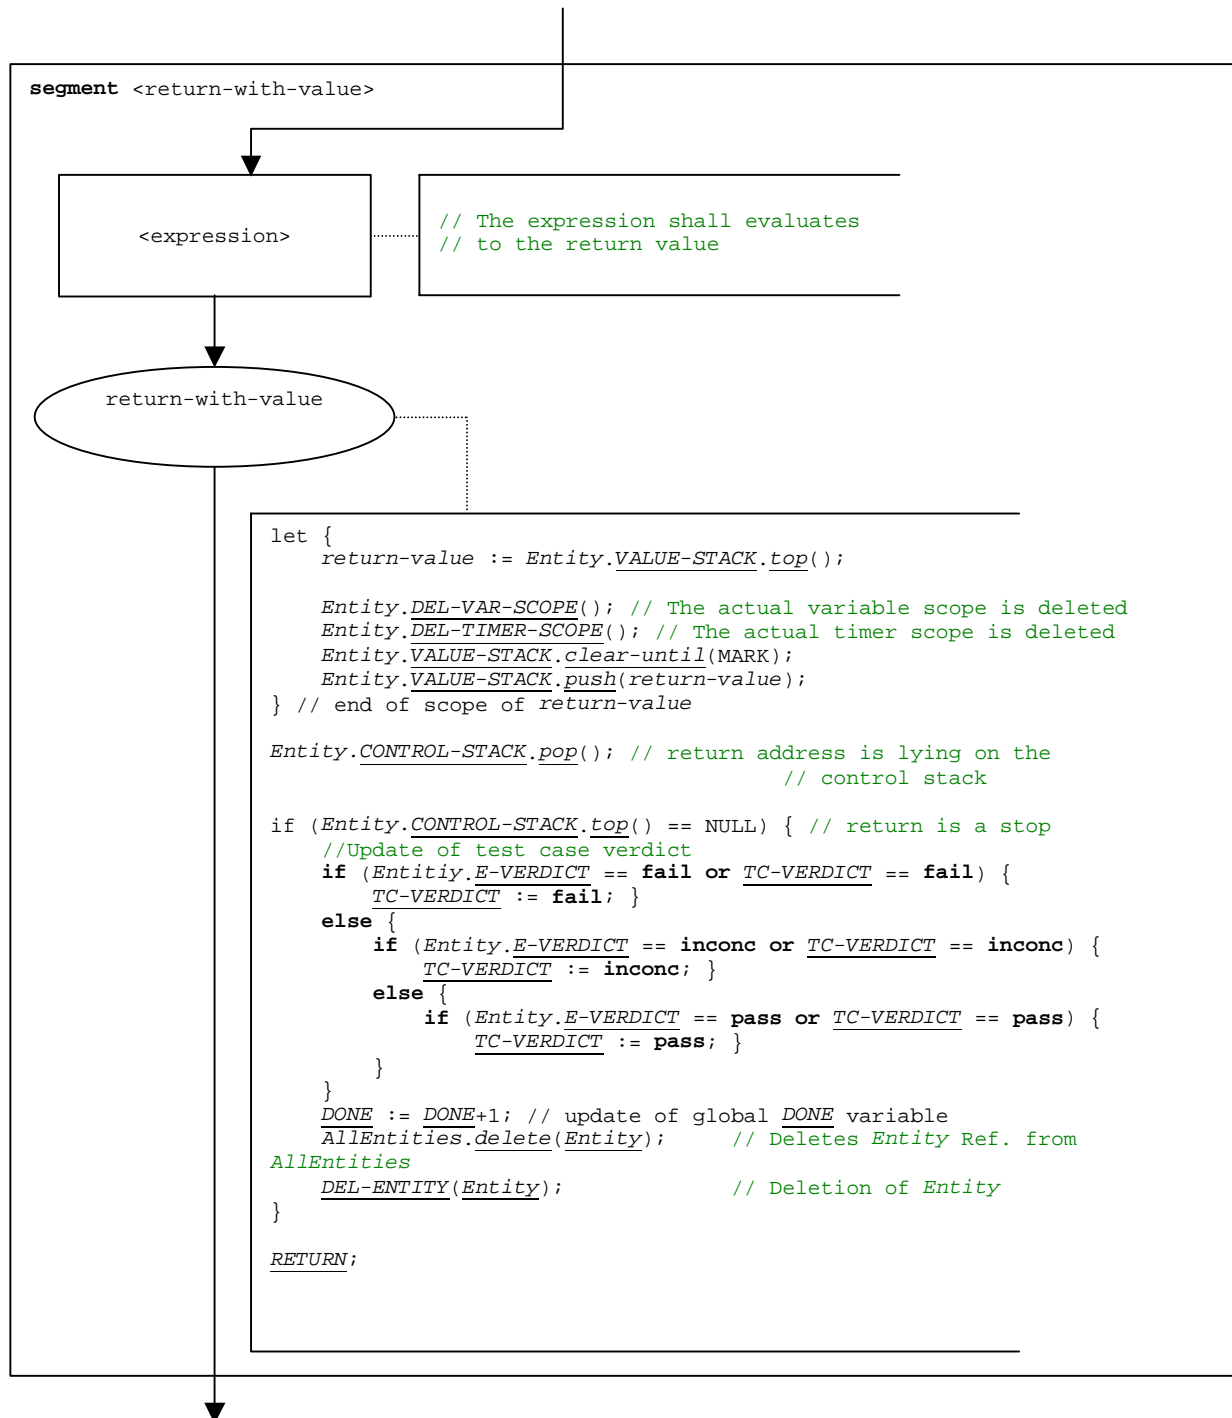 segment <return-with-value>
<expression>
// The expression shall evaluates
// to the return value
return-with-value
let {
return-value := Entity.VALUE-STACK.top();
Entity.DEL-VAR-SCOPE(); // The actual variable scope is deleted
Entity.DEL-TIMER-SCOPE(); // The actual timer scope is deleted
Entity.VALUE-STACK.clear-until(MARK);
Entity.VALUE-STACK.push(return-value);
} // end of scope of return-value
Entity.CONTROL-STACK.pop(); // return address is lying on the
// control stack
if (Entity.CONTROL-STACK.top() == NULL) { // return is a stop
//Update of test case verdict
if (Entitiy.E-VERDICT == fail or TC-VERDICT == fail) {
TC-VERDICT := fail; }
else {
if (Entity.E-VERDICT == inconc or TC-VERDICT == inconc) {
TC-VERDICT := inconc; }
else {
if (Entity.E-VERDICT == pass or TC-VERDICT == pass) {
TC-VERDICT := pass; }
}
}
DONE := DONE+1; // update of global DONE variable
AllEntities.delete(Entity); // Deletes Entity Ref. from
AllEntities
DEL-ENTITY(Entity); // Deletion of Entity
}
RETURN;